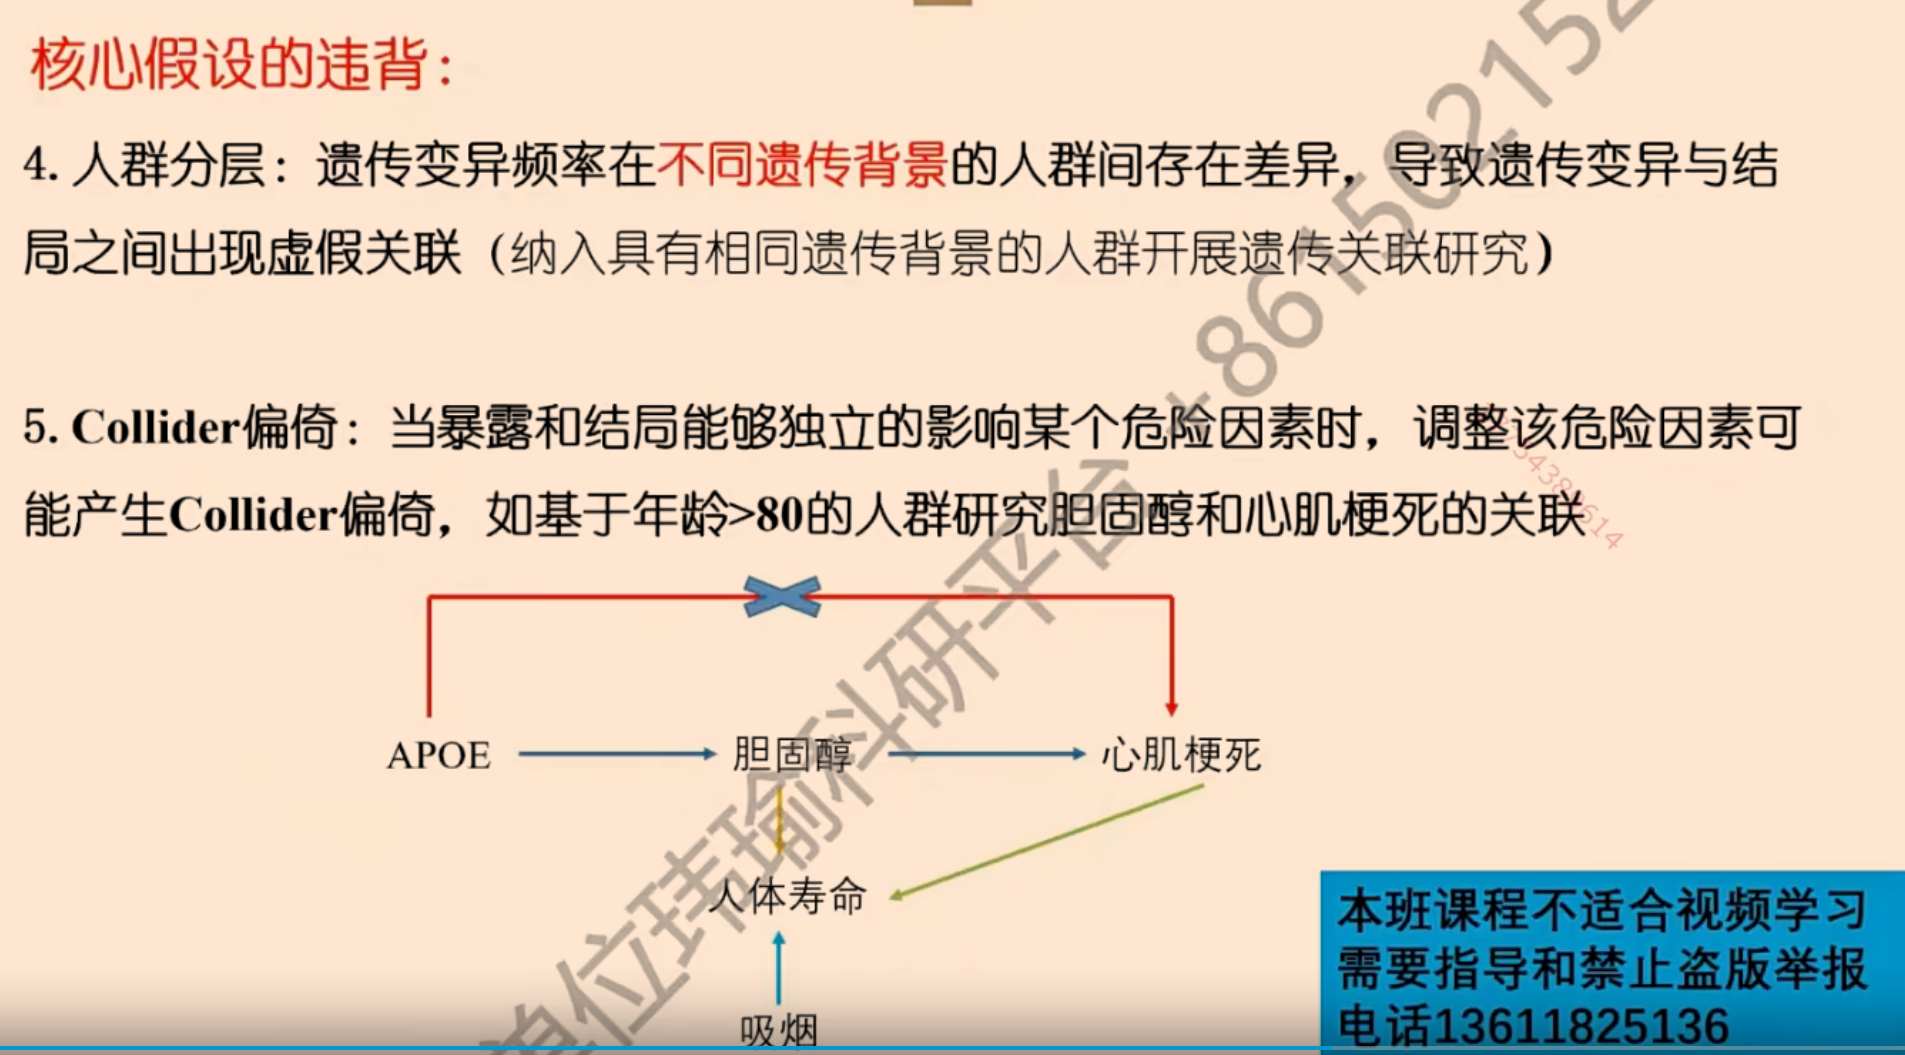 核心假设的违背：
4. 人群分层：遗传变异频率在不同遗传背景的人群间存在差异，导致遗传变异与结
局之间出现虚假关联（纳入具有相同遗传背景的人群开展遗传关联研究）
5. Collider偏倚：当暴露和结局能够独立的影响某个危险因素时，调整该危险因素可
能产生Collider偏倚，如基于年龄>80的人群研究胆固醇和心肌梗死的关联
APOE
胆固醇
心肌梗死
人体寿命
吸烟
位玮瑜科研平台 +861502152
本班课程不适合视频学习
需要指导和禁止盗版举报
电话13611825136